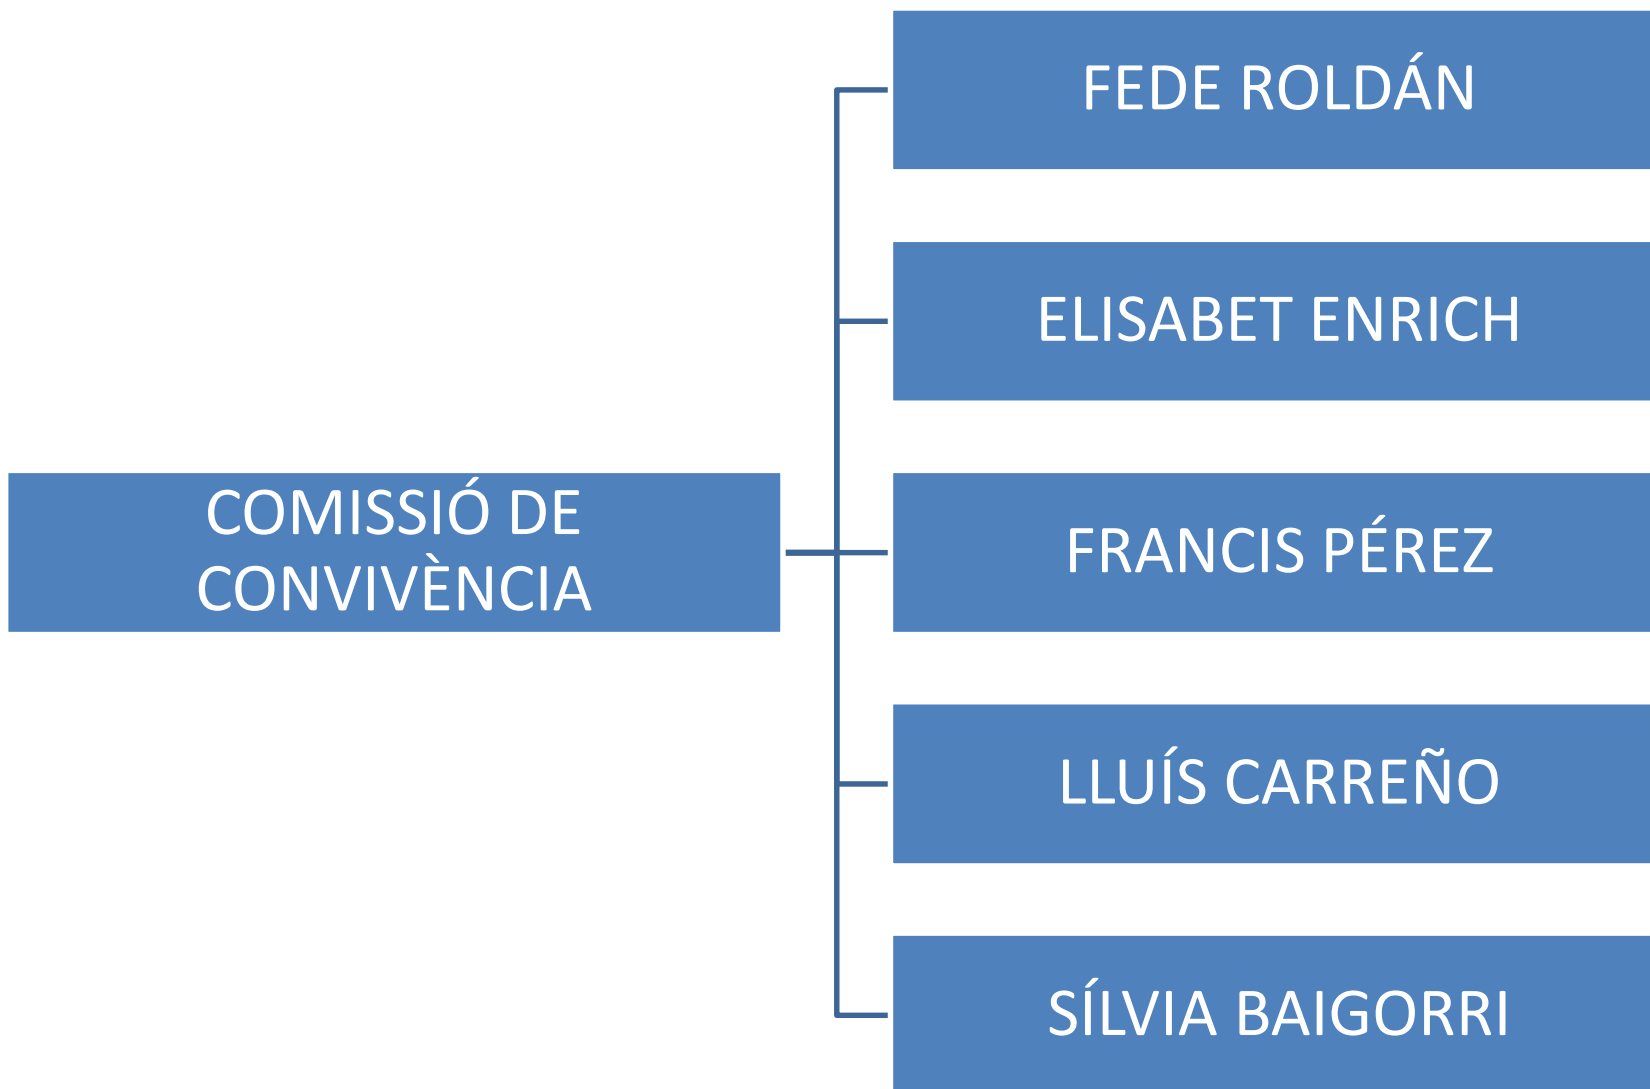 FEDE ROLDÁN
ELISABET ENRICH
COMISSIÓ DE
CONVIVÈNCIA
FRANCIS PÉREZ
LLUÍS CARREÑO
SÍLVIA BAIGORRI